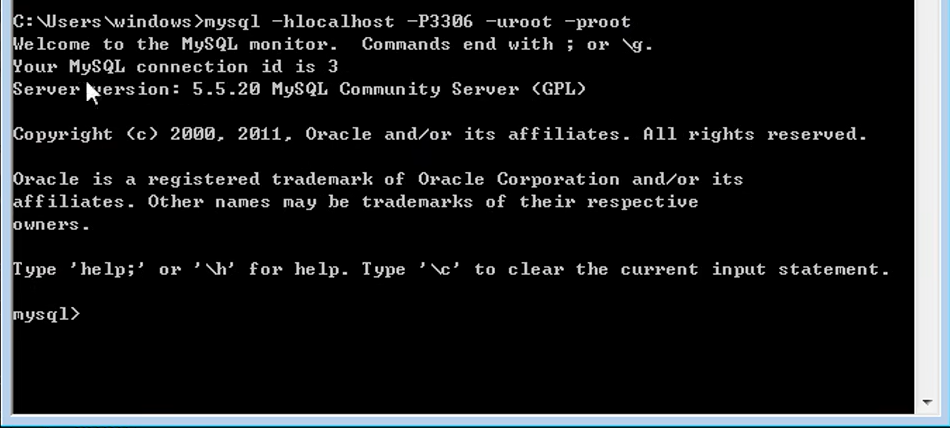 C:\Users\windows>mysql -hlocalhost -P3306 -uroot -proot
Welcome to the MySQL monitor.  Commands end with ; or \g.
Your MySQL connection id is 3
Server version: 5.5.20 MySQL Community Server (GPL)
Copyright (c) 2000, 2011, Oracle and/or its affiliates. All rights reserved.
Oracle is a registered trademark of Oracle Corporation and/or its
affiliates. Other names may be trademarks of their respective
owners.
Type 'help;' or '\h' for help. Type '\c' to clear the current input statement.
mysql>